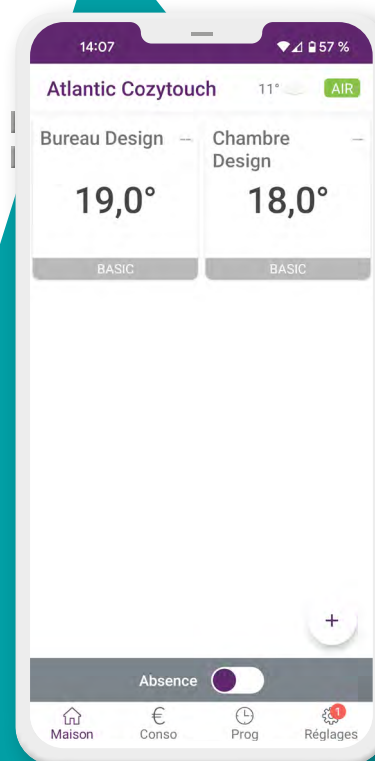 14:07 57 %
Atlantic Cozytouch 11° AIR
Bureau Design --
19,0°
BASIC
Chambre --
Design
18,0°
BASIC
+
Absence
€
1
Maison Conso Prog Réglages